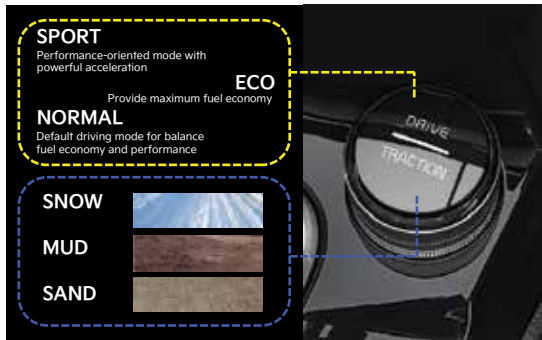 SPORT
Performance-oriented mode with
powerful acceleration
ECO
Provide maximum fuel economy
NORMAL
Default driving mode for balance
fuel economy and performance
SNOW
MUD
SAND
DRIVE
TRACTION